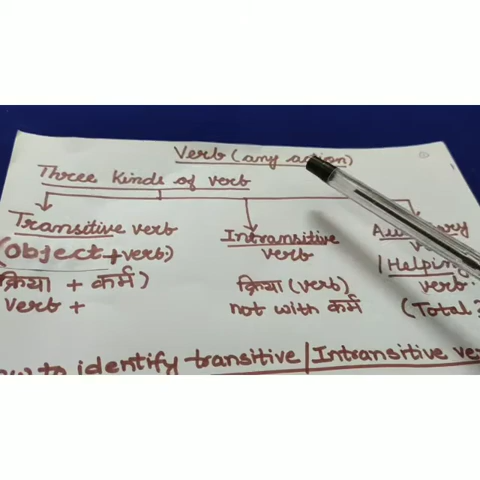 Verb (any action)
Three kinds of verb
Transitive verb
(Object + verb)
क्रिया + कर्म)
verb +
Intransitive
verb
क्रिया (verb)
not with कर्म
Helping
verb
(Total
to identify transitive / Intransitive